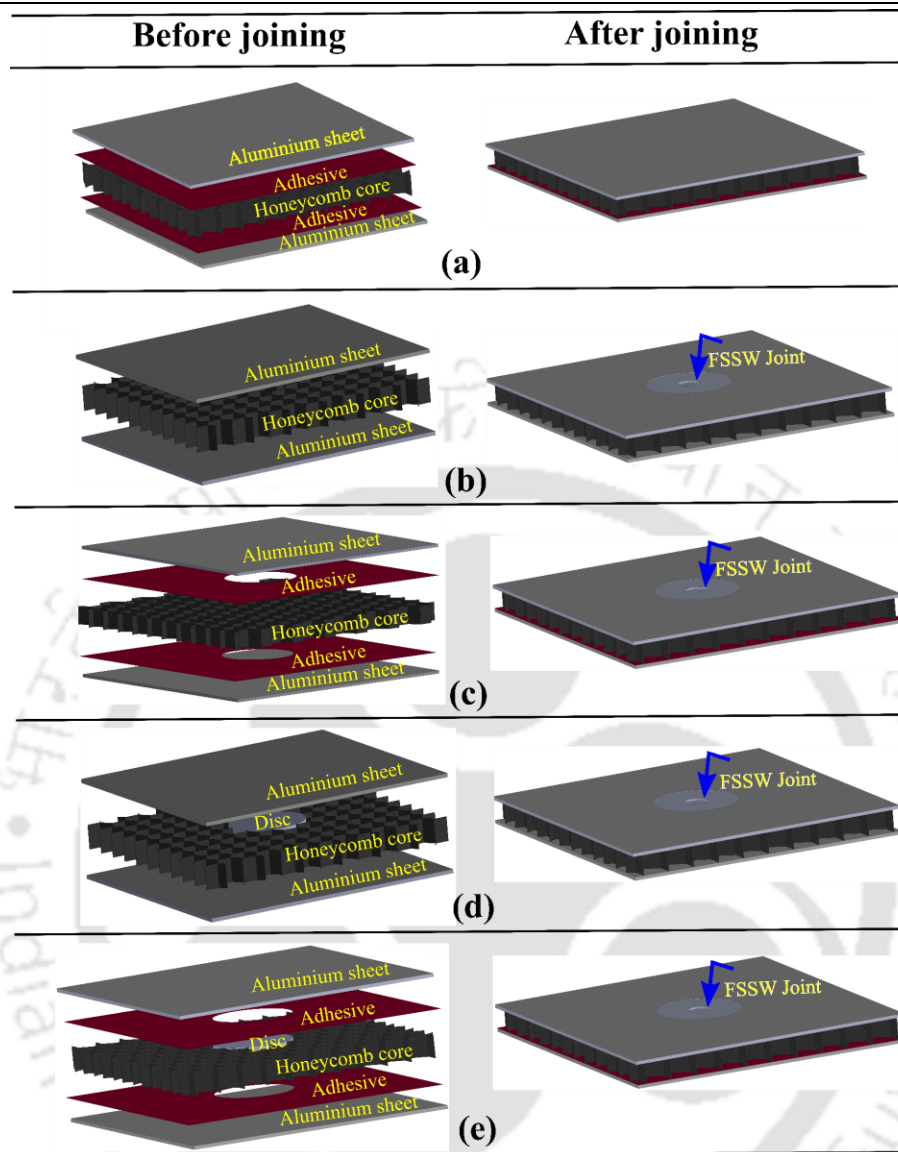 Before joining
After joining
Aluminium sheet
Adhesive
Honeycomb core
Adhesive
Aluminium sheet
(a)
Aluminium sheet
Honeycomb core
Aluminium sheet
FSSW Joint
(b)
Aluminium sheet
Adhesive
Honeycomb core
Adhesive
Aluminium sheet
FSSW Joint
(c)
Aluminium sheet
Disc
Honeycomb core
Aluminium sheet
FSSW Joint
(d)
Aluminium sheet
Adhesive
Disc
Honeycomb core
Adhesive
Aluminium sheet
FSSW Joint
(e)